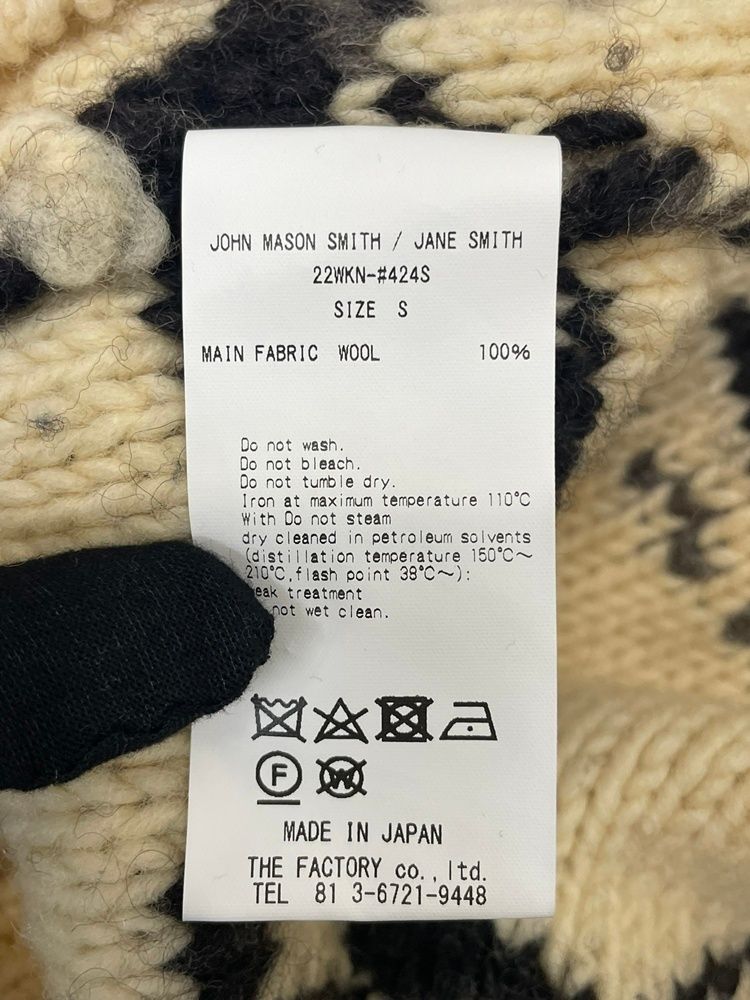 JOHN MASON SMITH / JANE SMITH
22WKN-#424S
SIZE S
MAIN FABRIC WOOL 100%
Do not wash.
Do not bleach.
Do not tumble dry.
Iron at maximum temperature 110℃
With Do not steam
dry cleaned in petroleum solvents
(distillation temperature 150℃～
210℃,flash point 38℃～):
eak treatment
not wet clean.
F W
MADE IN JAPAN
THE FACTORY co.,ltd.
TEL 81 3-6721-9448